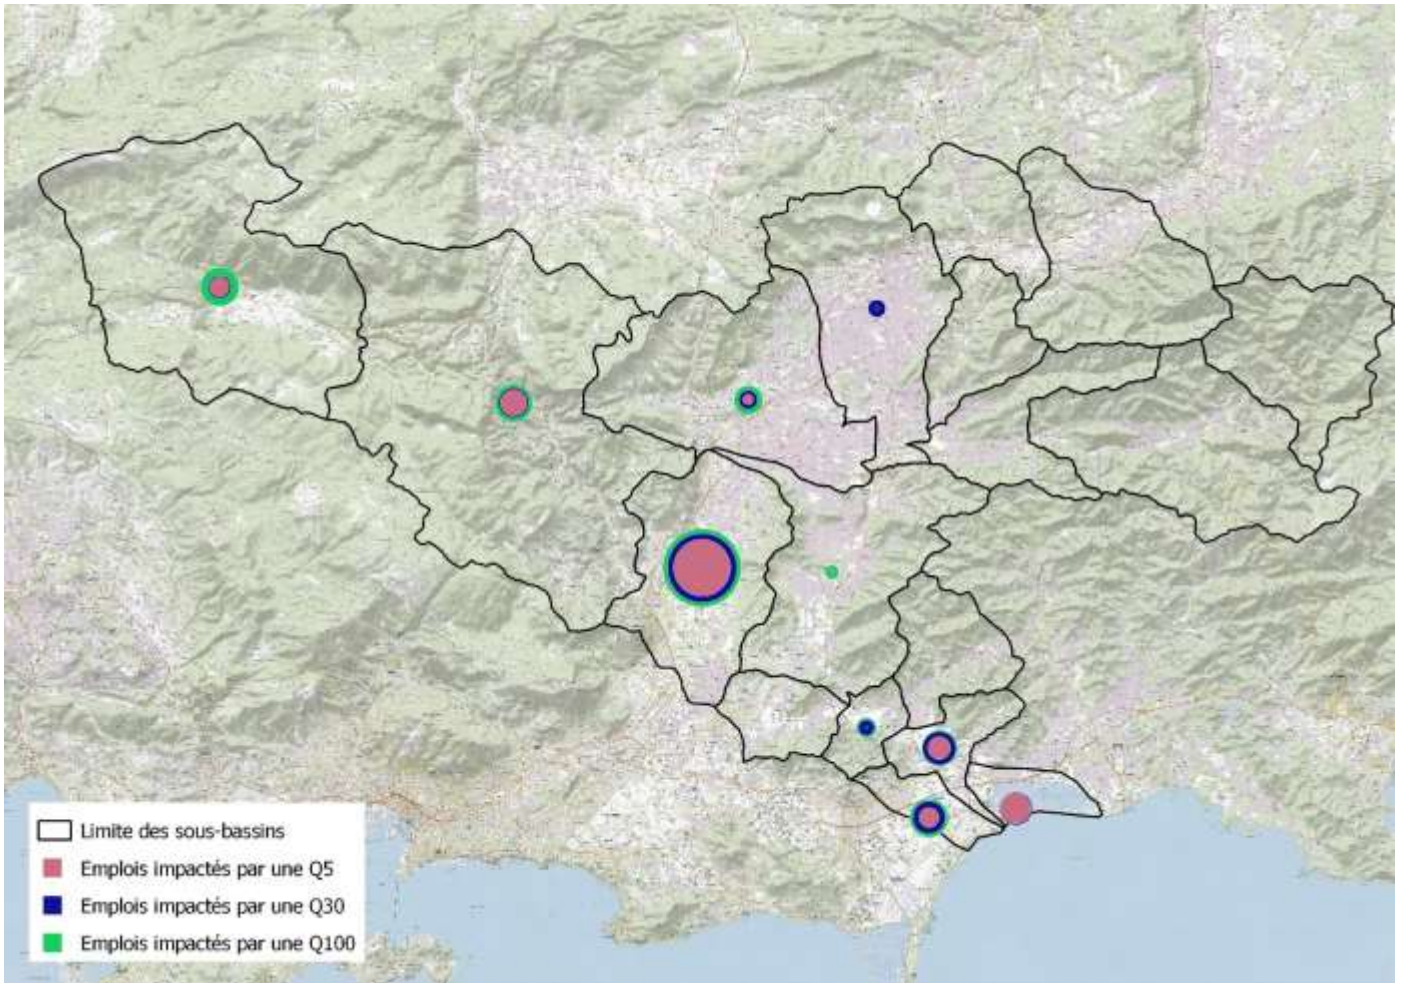 Limite des sous-bassins
Emplois impactés par une Q5
Emplois impactés par une Q30
Emplois impactés par une Q100